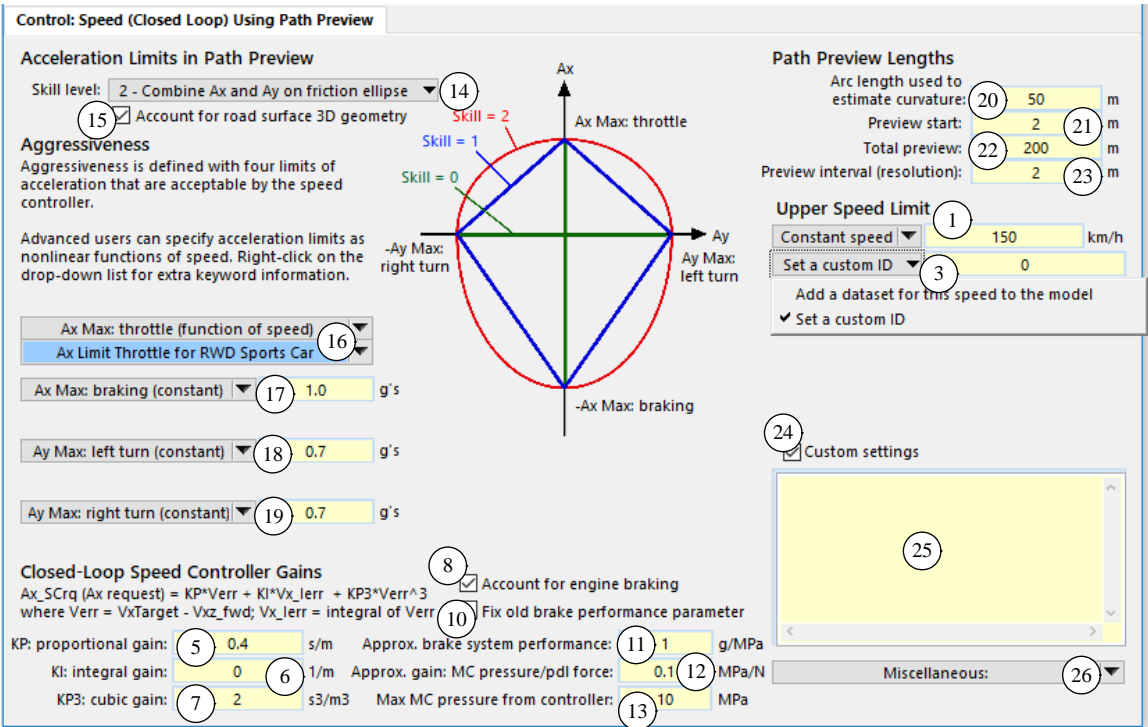 Control: Speed (Closed Loop) Using Path Preview
Acceleration Limits in Path Preview
Skill level: 2 - Combine Ax and Ay on friction ellipse 14
15 Account for road surface 3D geometry
Aggressiveness
Aggressiveness is defined with four limits of
acceleration that are acceptable by the speed
controller.
Advanced users can specify acceleration limits as
nonlinear functions of speed. Right-click on the
drop-down list for extra keyword information.
Ax Max: throttle (function of speed)
Ax Limit Throttle for RWD Sports Car
16
Ax Max: braking (constant) 17 1.0 g's
Ay Max: left turn (constant) 18 0.7 g's
Ay Max: right turn (constant) 19 0.7 g's
Ax
Skill = 2
Ax Max: throttle
Skill = 1
Skill = 0
-Ay Max:
right turn
Ay
Ay Max:
left turn
-Ax Max: braking
Path Preview Lengths
Arc length used to
estimate curvature: 20 50 m
Preview start: 2 21 m
Total preview: 22 200 m
Preview interval (resolution): 2 23 m
Upper Speed Limit
1
Constant speed 150 km/h
Set a custom ID 3 0
Add a dataset for this speed to the model
Set a custom ID
24
Custom settings
25
Miscellaneous: 26
Closed-Loop Speed Controller Gains
Ax_SCrq (Ax request) = KP*Verr + KI*Vx_Ierr + KP3*Verr^3
where Verr = VxTarget - Vxz_fwd; Vx_Ierr = integral of Verr
8 Account for engine braking
10 Fix old brake performance parameter
KP: proportional gain: 5 0.4 s/m
KI: integral gain: 0 6 1/m
KP3: cubic gain: 7 2 s3/m3
Approx. brake system performance: 11 1 g/MPa
Approx. gain: MC pressure/pdl force: 0.1 12 MPa/N
Max MC pressure from controller: 13 10 MPa